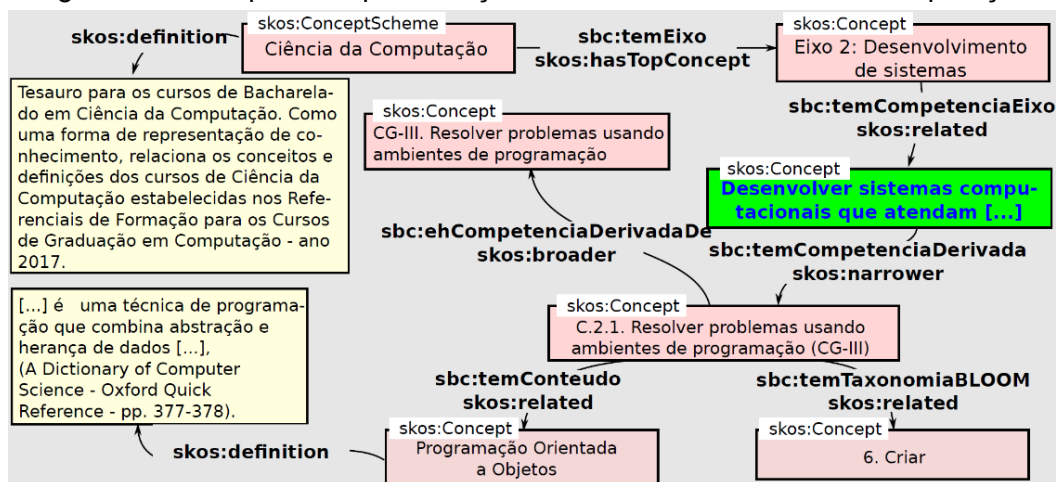 skos:definition
skos:ConceptScheme
Ciência da Computação
sbc:temEixo
skos:hasTopConcept
skos:Concept
Eixo 2: Desenvolvimento
de sistemas
Tesauro para os cursos de Bacharela-
do em Ciência da Computação. Como
uma forma de representação de co-
nhecimento, relaciona os conceitos e
definições dos cursos de Ciência da
Computação estabelecidas nos Refe-
renciais de Formação para os Cursos
de Graduação em Computação - ano
2017.
skos:Concept
CG-III. Resolver problemas usando
ambientes de programação
sbc:temCompetenciaEixo
skos:related
skos:Concept
Desenvolver sistemas compu-
tacionais que atendam [...]
sbc:ehCompetenciaDerivadaDe
skos:broader
sbc:temCompetenciaDerivada
skos:narrower
[...] é uma técnica de programa-
ção que combina abstração e
herança de dados [...],
(A Dictionary of Computer
Science - Oxford Quick
Reference - pp. 377-378).
skos:Concept
C.2.1. Resolver problemas usando
ambientes de programação (CG-III)
sbc:temConteudo
skos:related
sbc:temTaxonomiaBLOOM
skos:related
skos:definition
skos:Concept
Programação Orientada
a Objetos
skos:Concept
6. Criar